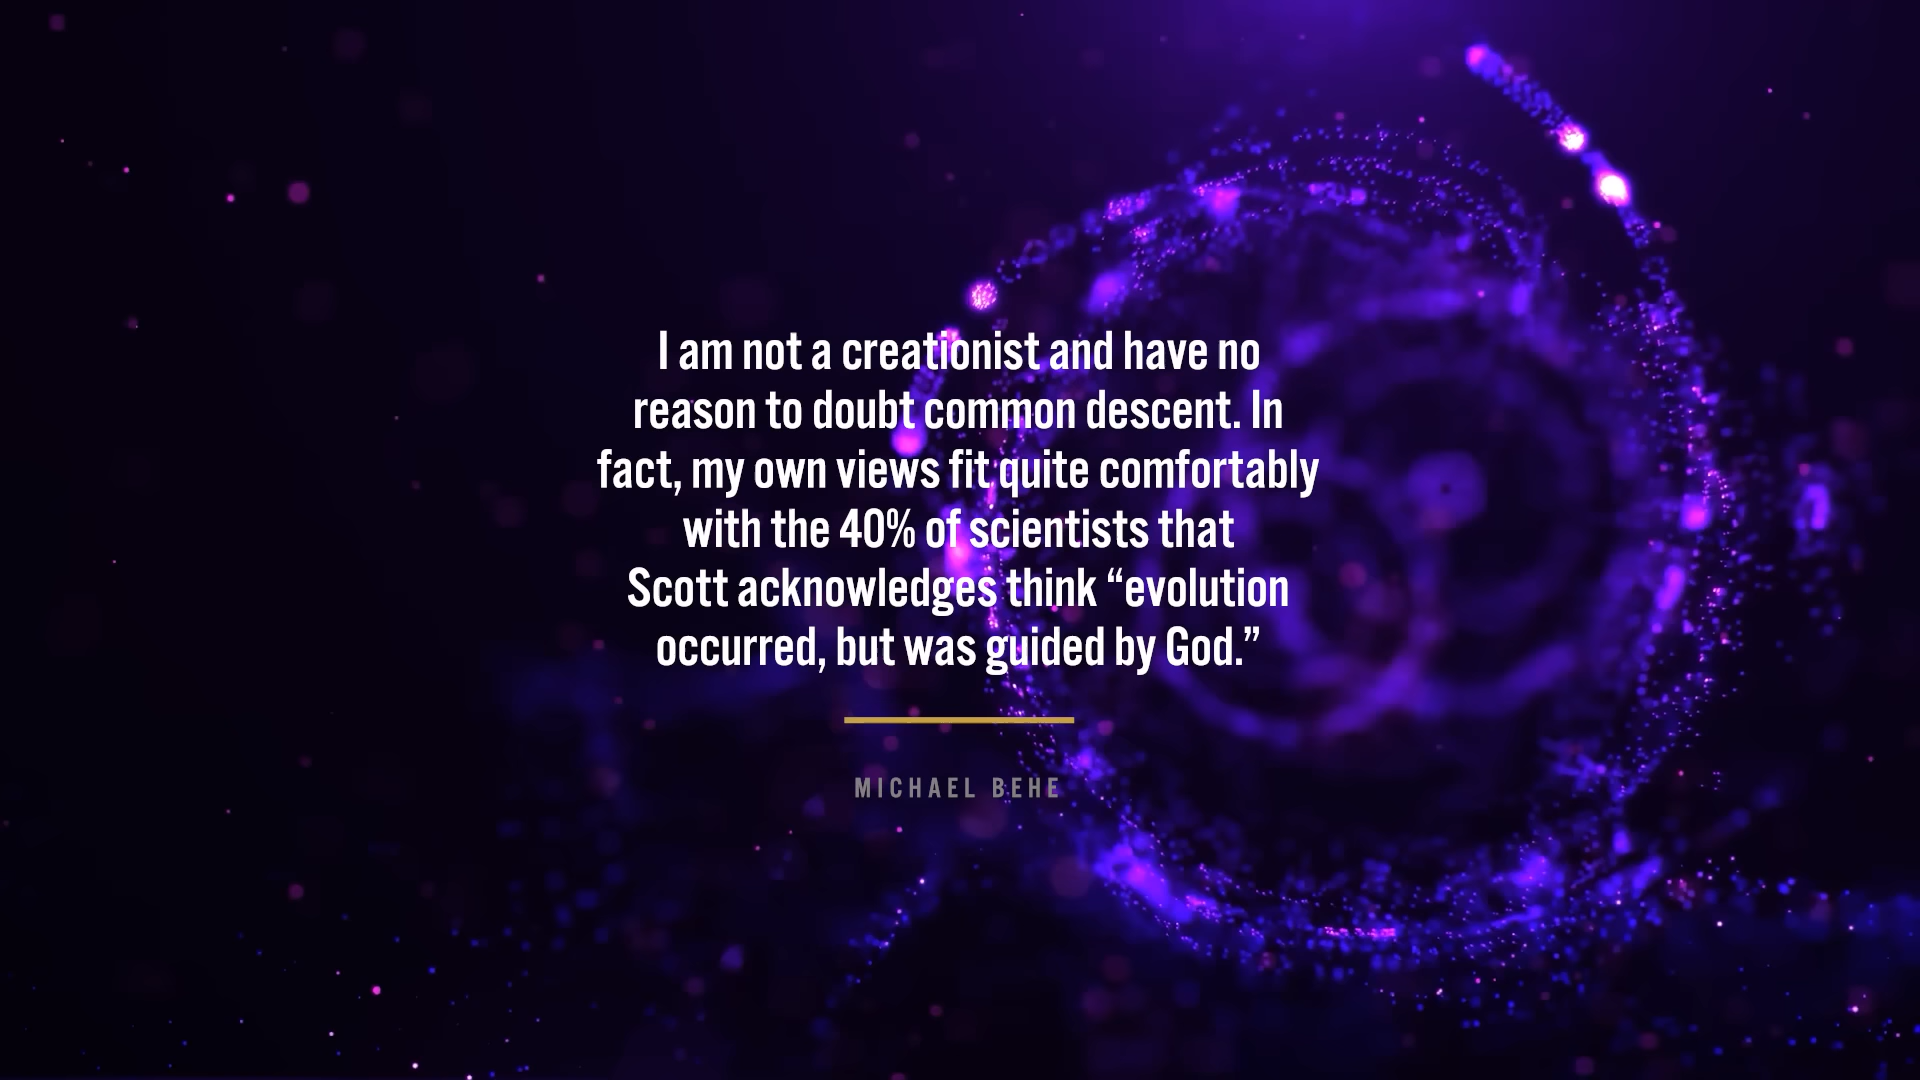 I am not a creationist and have no
reason to doubt common descent. In
fact, my own views fit quite comfortably
with the 40% of scientists that
Scott acknowledges think “evolution
occurred, but was guided by God.”
MICHAEL BEHE